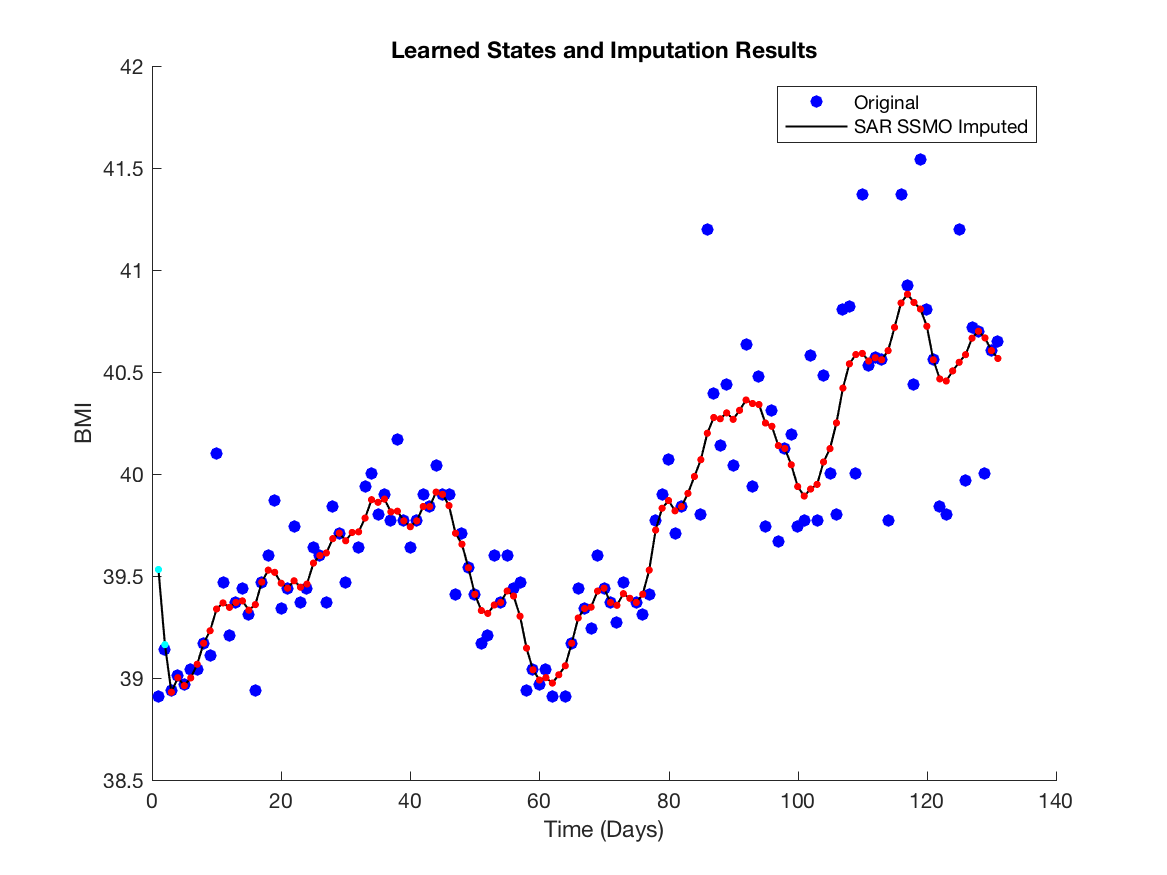 Learned States and Imputation Results
Original
SAR SSMO Imputed
42
41.5
41
40.5
40
39.5
39
38.5
BMI
0 20 40 60 80 100 120 140
Time (Days)